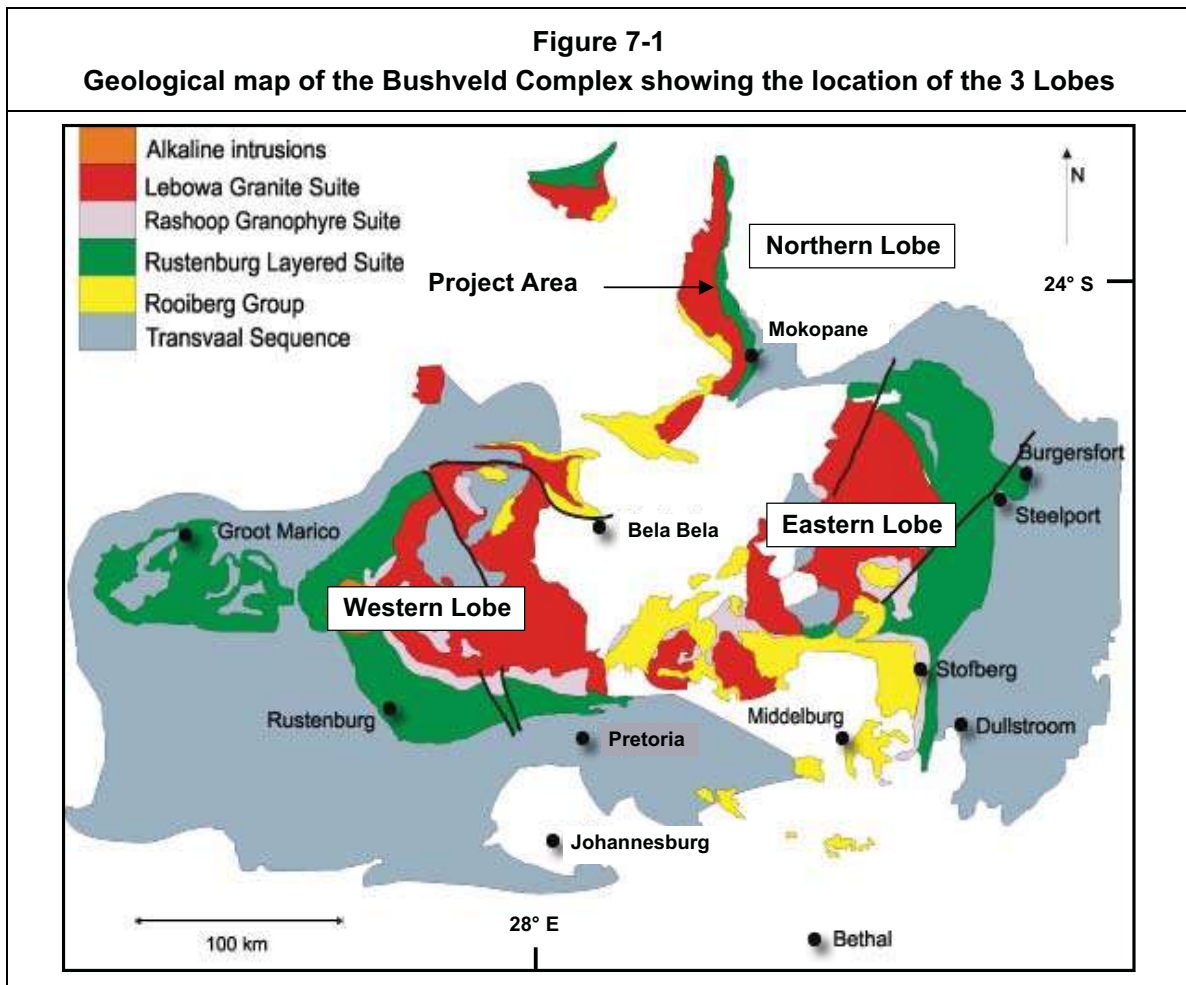 Figure 7-1
Geological map of the Bushveld Complex showing the location of the 3 Lobes
Alkaline intrusions
Lebowa Granite Suite
Rashoop Granophyre Suite
Rustenburg Layered Suite
Rooiberg Group
Transvaal Sequence
N
Northern Lobe
Project Area
24° S
Mokopane
Burgersfort
Steelport
Groot Marico
Bela Bela
Eastern Lobe
Western Lobe
Stofberg
Rustenburg
Middelburg
Dullstroom
Pretoria
Johannesburg
28° E
100 km
Bethal